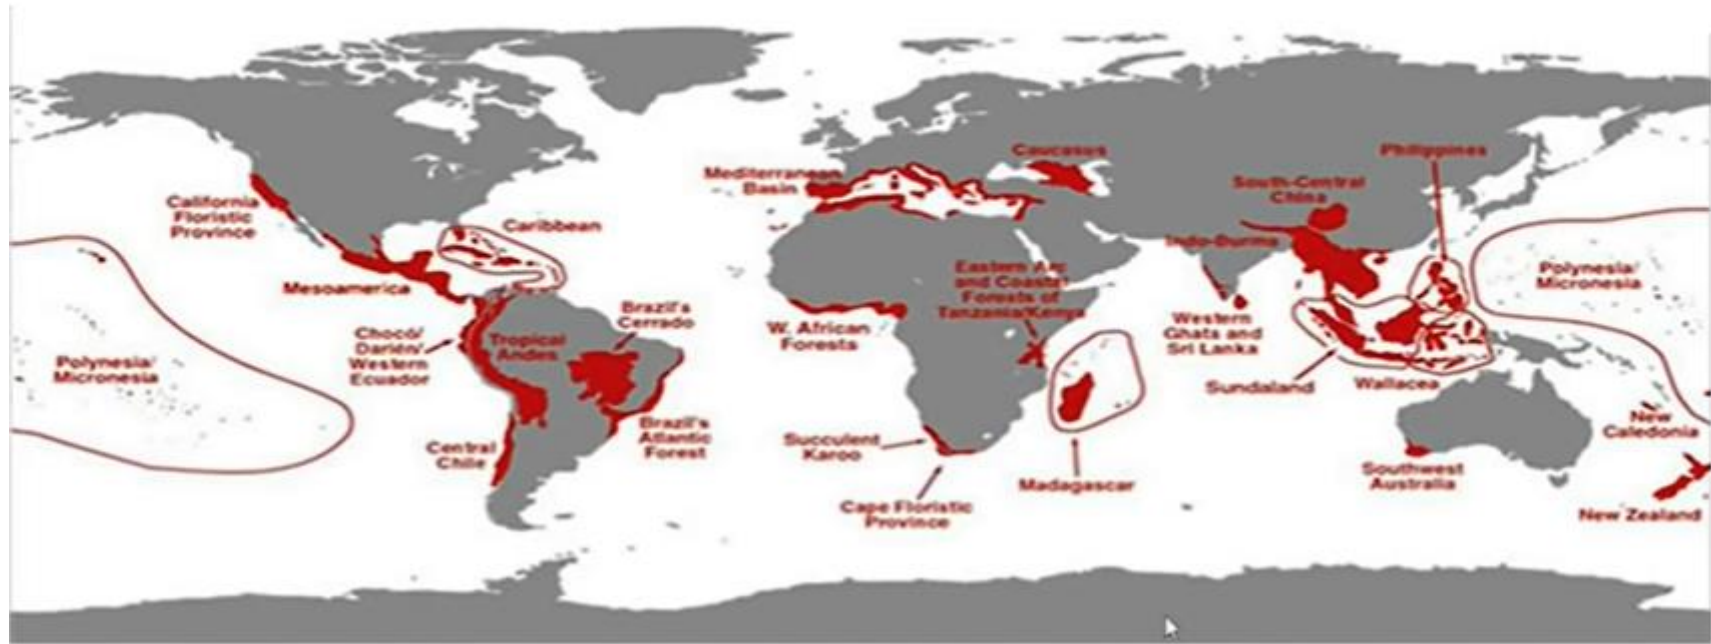 California
Floristic
Province
Caribbean
Mesoamerica
Polynesia/
Micronesia
Chocó/
Darién/
Western
Ecuador
Tropical
Andes
Brazil's
Cerrado
Central
Chile
Brazil's
Atlantic
Forest
Mediterranean
Basin
Caucasus
W. African
Forests
Eastern Arc
and Coastal
Forests of
Tanzania/Kenya
Succulent
Karoo
Cape Floristic
Province
Madagascar
South-Central
China
Indo-Burma
Philippines
Western
Ghats and
Sri Lanka
Sundaland
Wallacea
Polynesia/
Micronesia
New
Caledonia
Southwest
Australia
New Zealand